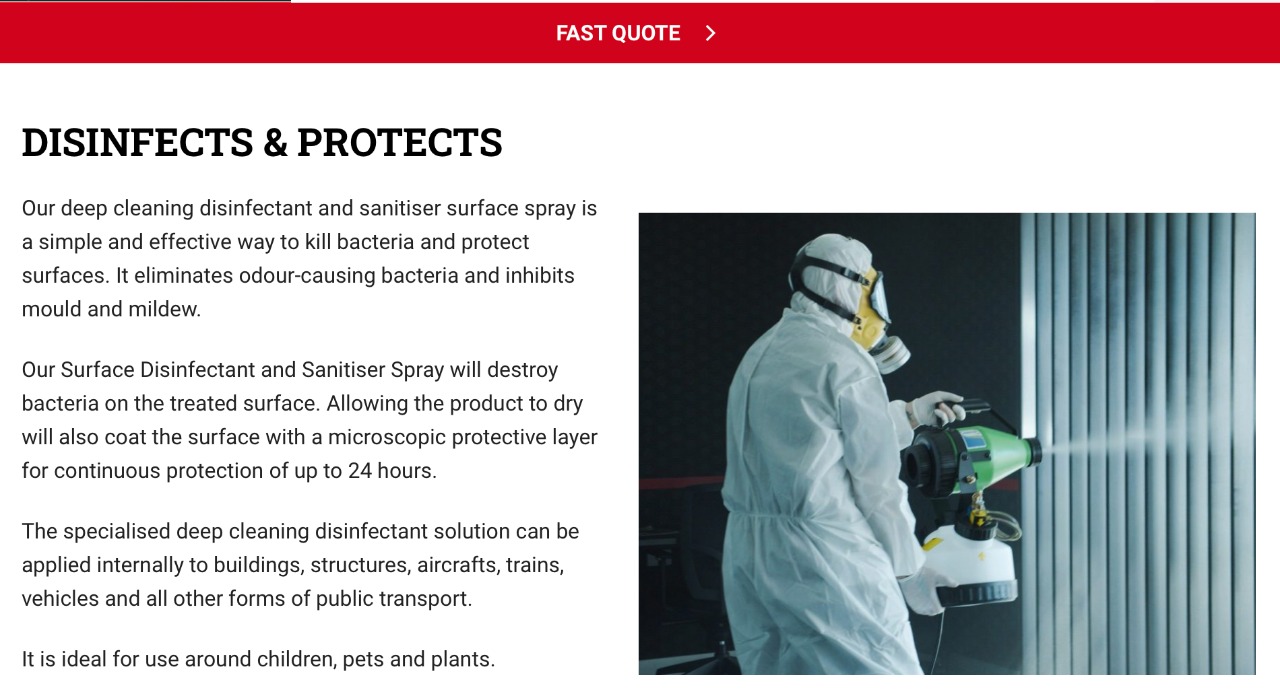 FAST QUOTE
DISINFECTS & PROTECTS
Our deep cleaning disinfectant and sanitiser surface spray is
a simple and effective way to kill bacteria and protect
surfaces. It eliminates odour-causing bacteria and inhibits
mould and mildew.
Our Surface Disinfectant and Sanitiser Spray will destroy
bacteria on the treated surface. Allowing the product to dry
will also coat the surface with a microscopic protective layer
for continuous protection of up to 24 hours.
The specialised deep cleaning disinfectant solution can be
applied internally to buildings, structures, aircrafts, trains,
vehicles and all other forms of public transport.
It is ideal for use around children, pets and plants.